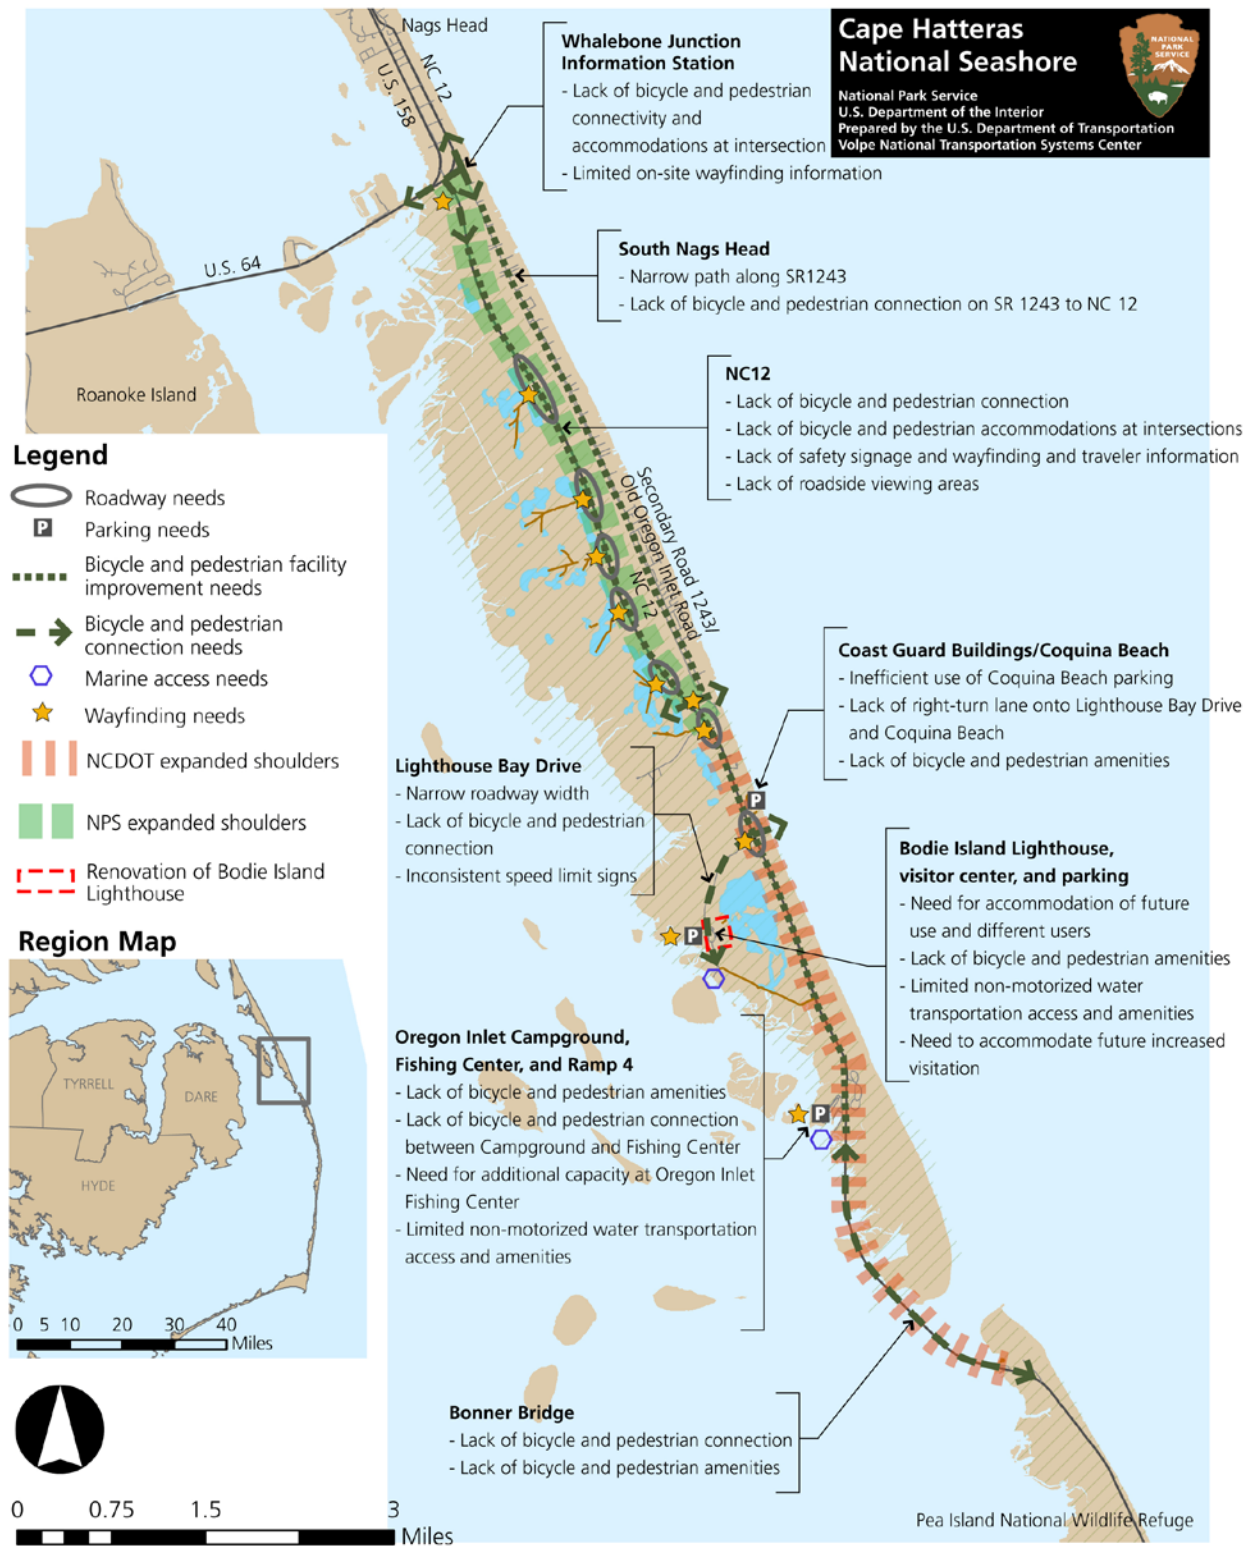 Cape Hatteras
National Seashore
NATIONAL
PARK
SERVICE
National Park Service
U.S. Department of the Interior
Prepared by the U.S. Department of Transportation
Volpe National Transportation Systems Center
Nags Head
NC 12
U.S. 158
Whalebone Junction
Information Station
- Lack of bicycle and pedestrian
connectivity and
accommodations at intersection
- Limited on-site wayfinding information
U.S. 64
South Nags Head
- Narrow path along SR1243
- Lack of bicycle and pedestrian connection on SR 1243 to NC 12
Roanoke Island
NC12
- Lack of bicycle and pedestrian connection
- Lack of bicycle and pedestrian accommodations at intersections
- Lack of safety signage and wayfinding and traveler information
- Lack of roadside viewing areas
Secondary Road 1243/
Old Oregon Inlet Road
NC 12
Legend
Roadway needs
P
Parking needs
Bicycle and pedestrian facility
improvement needs
Bicycle and pedestrian
connection needs
Marine access needs
Wayfinding needs
NCDOT expanded shoulders
NPS expanded shoulders
Renovation of Bodie Island
Lighthouse
Coast Guard Buildings/Coquina Beach
- Inefficient use of Coquina Beach parking
- Lack of right-turn lane onto Lighthouse Bay Drive
and Coquina Beach
- Lack of bicycle and pedestrian amenities
P
Lighthouse Bay Drive
- Narrow roadway width
- Lack of bicycle and pedestrian
connection
- Inconsistent speed limit signs
Bodie Island Lighthouse,
visitor center, and parking
- Need for accommodation of future
use and different users
- Lack of bicycle and pedestrian amenities
- Limited non-motorized water
transportation access and amenities
- Need to accommodate future increased
visitation
P
Oregon Inlet Campground,
Fishing Center, and Ramp 4
- Lack of bicycle and pedestrian amenities
- Lack of bicycle and pedestrian connection
between Campground and Fishing Center
- Need for additional capacity at Oregon Inlet
Fishing Center
- Limited non-motorized water transportation
access and amenities
P
Region Map
TYRRELL
DARE
HYDE
0 5 10 20 30 40
Miles
Bonner Bridge
- Lack of bicycle and pedestrian connection
- Lack of bicycle and pedestrian amenities
0 0.75 1.5 3
Miles
Pea Island National Wildlife Refuge